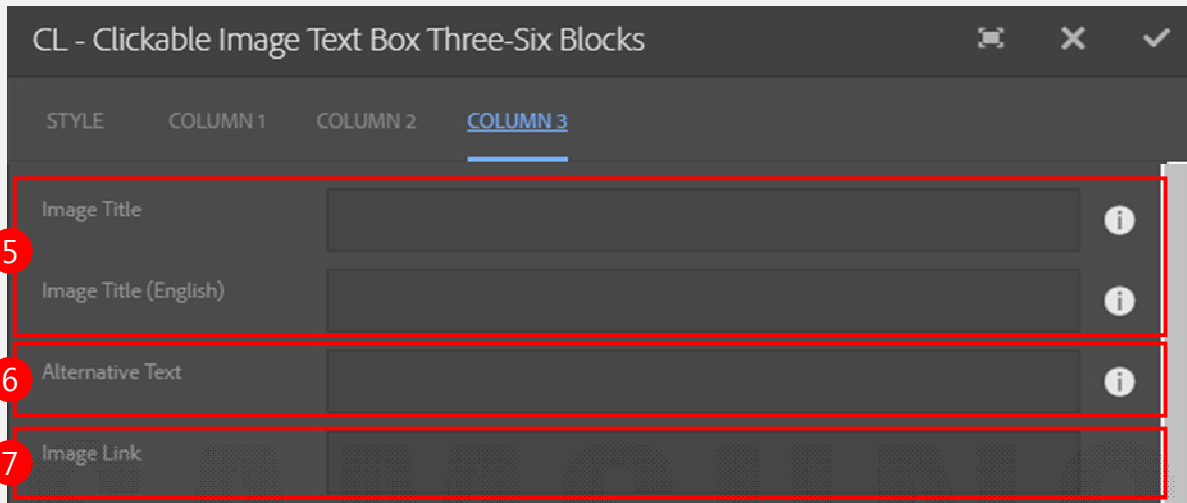 CL - Clickable Image Text Box Three-Six Blocks
STYLE COLUMN 1 COLUMN 2 COLUMN 3
Image Title
5
Image Title (English)
6 Alternative Text
7 Image Link